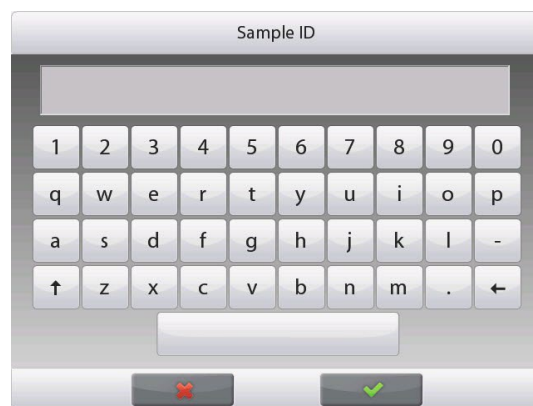 Sample ID
1 2 3 4 5 6 7 8 9 0
q w e r t y u i o p
a s d f g h j k l -
↑ z x c v b n m . ←